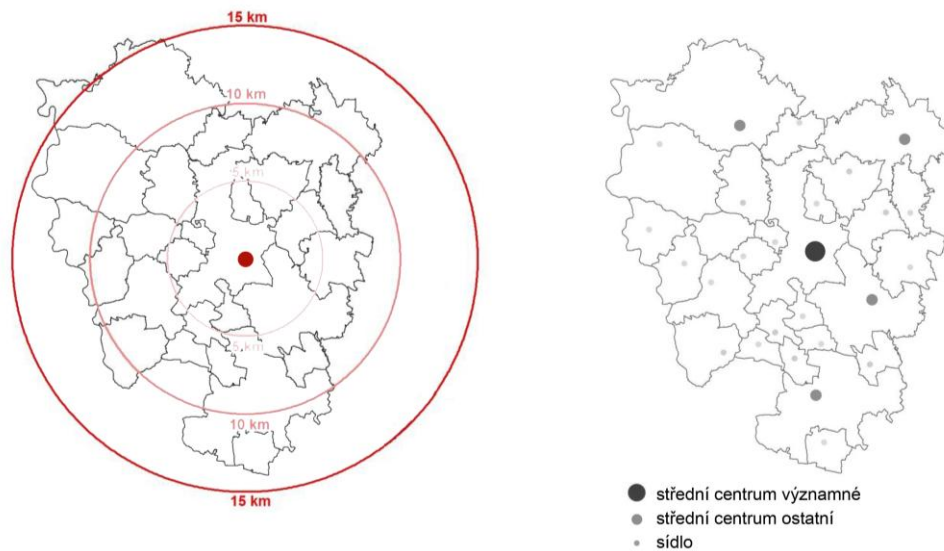 15 km
10 km
5 km
5 km
10 km
15 km
střední centrum významné
střední centrum ostatní
sídlo